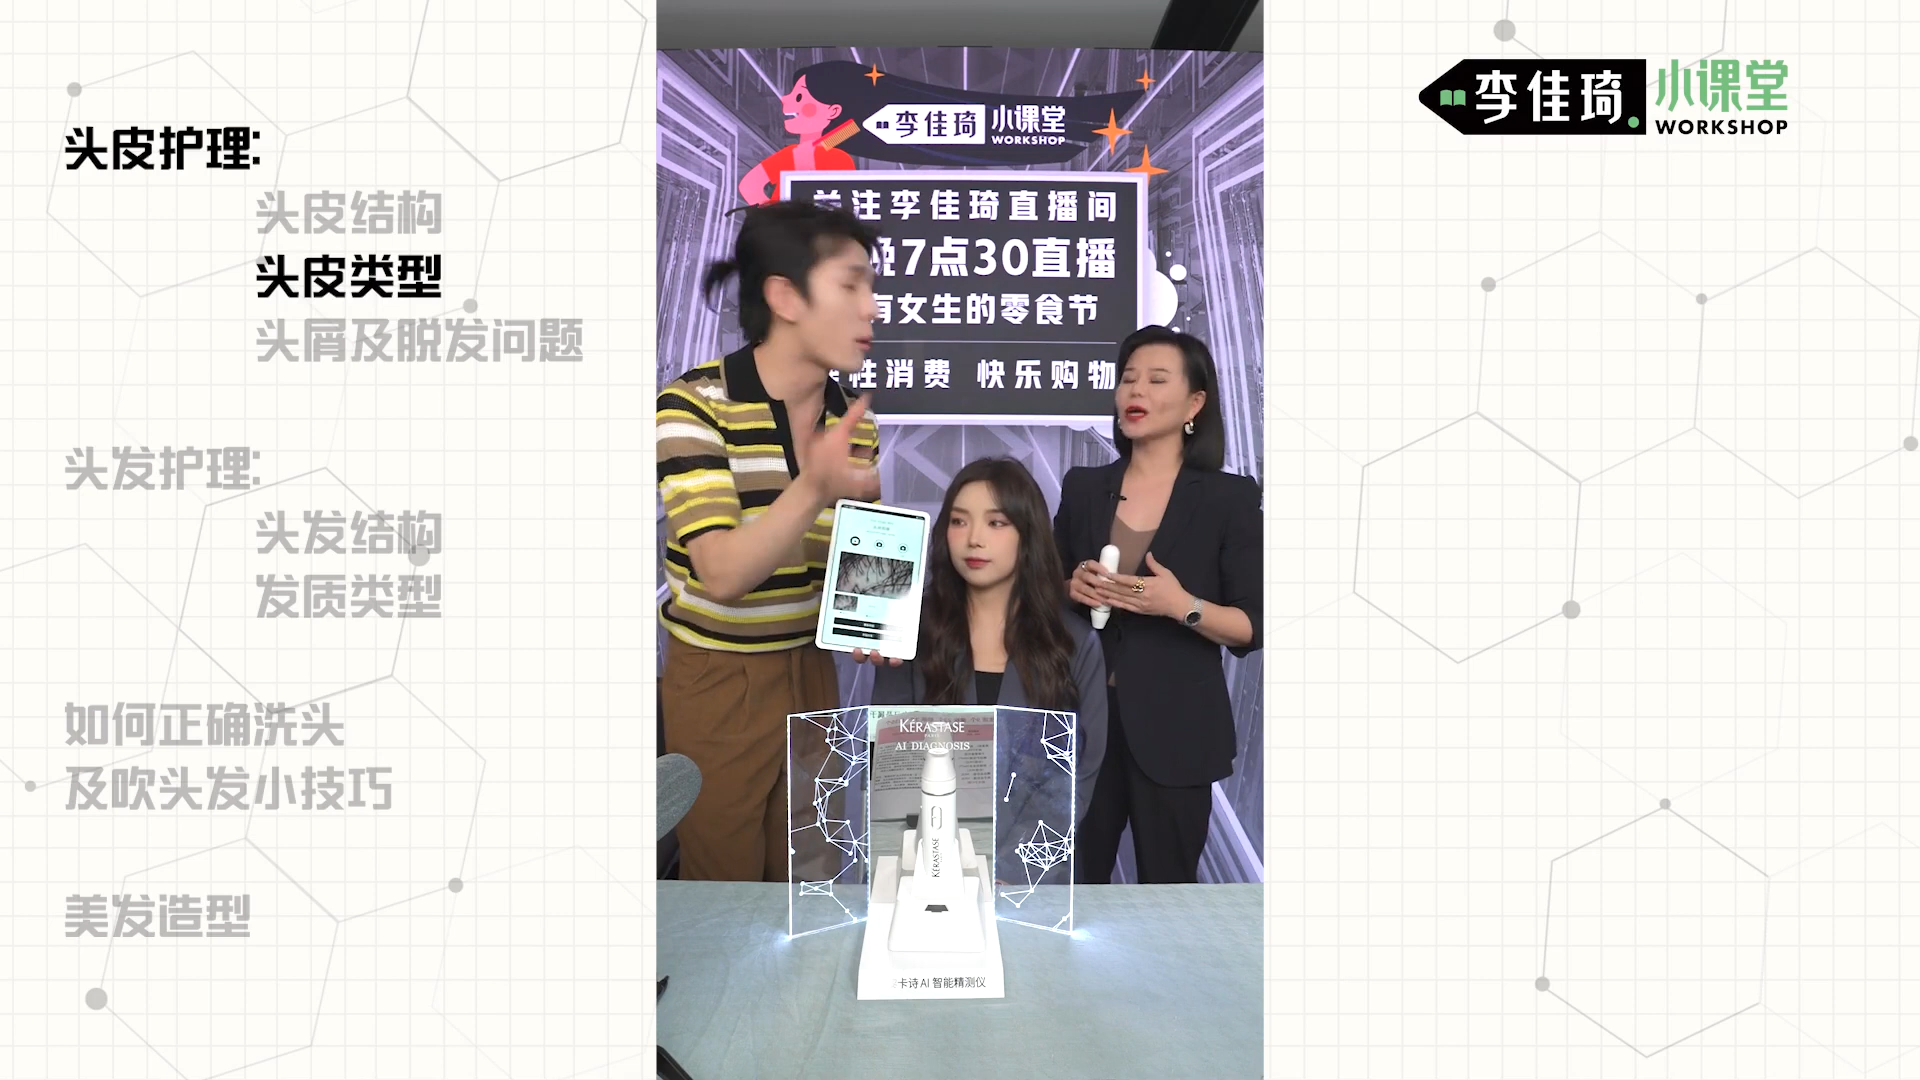 头皮护理:
头皮结构
头皮类型
头屑及脱发问题
头发护理:
头发结构
发质类型
如何正确洗头
及吹头发小技巧
美发造型
李佳琦 小课堂
WORKSHOP
李佳琦 小课堂
WORKSHOP
关注李佳琦直播间
晚7点30直播
有女生的零食节
性消费 快乐购物
KÉRASTASE
PARIS
AI DIAGNOSIS
KÉRASTASE
卡诗AI智能精测仪